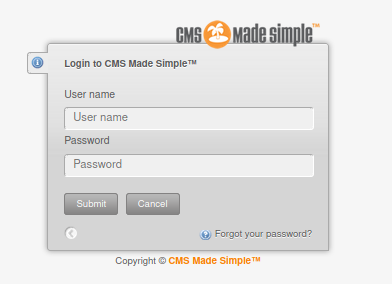 CMS made simple™
Login to CMS Made Simple™
User name
User name
Password
Password
Submit Cancel
Forgot your password?
Copyright © CMS Made Simple™